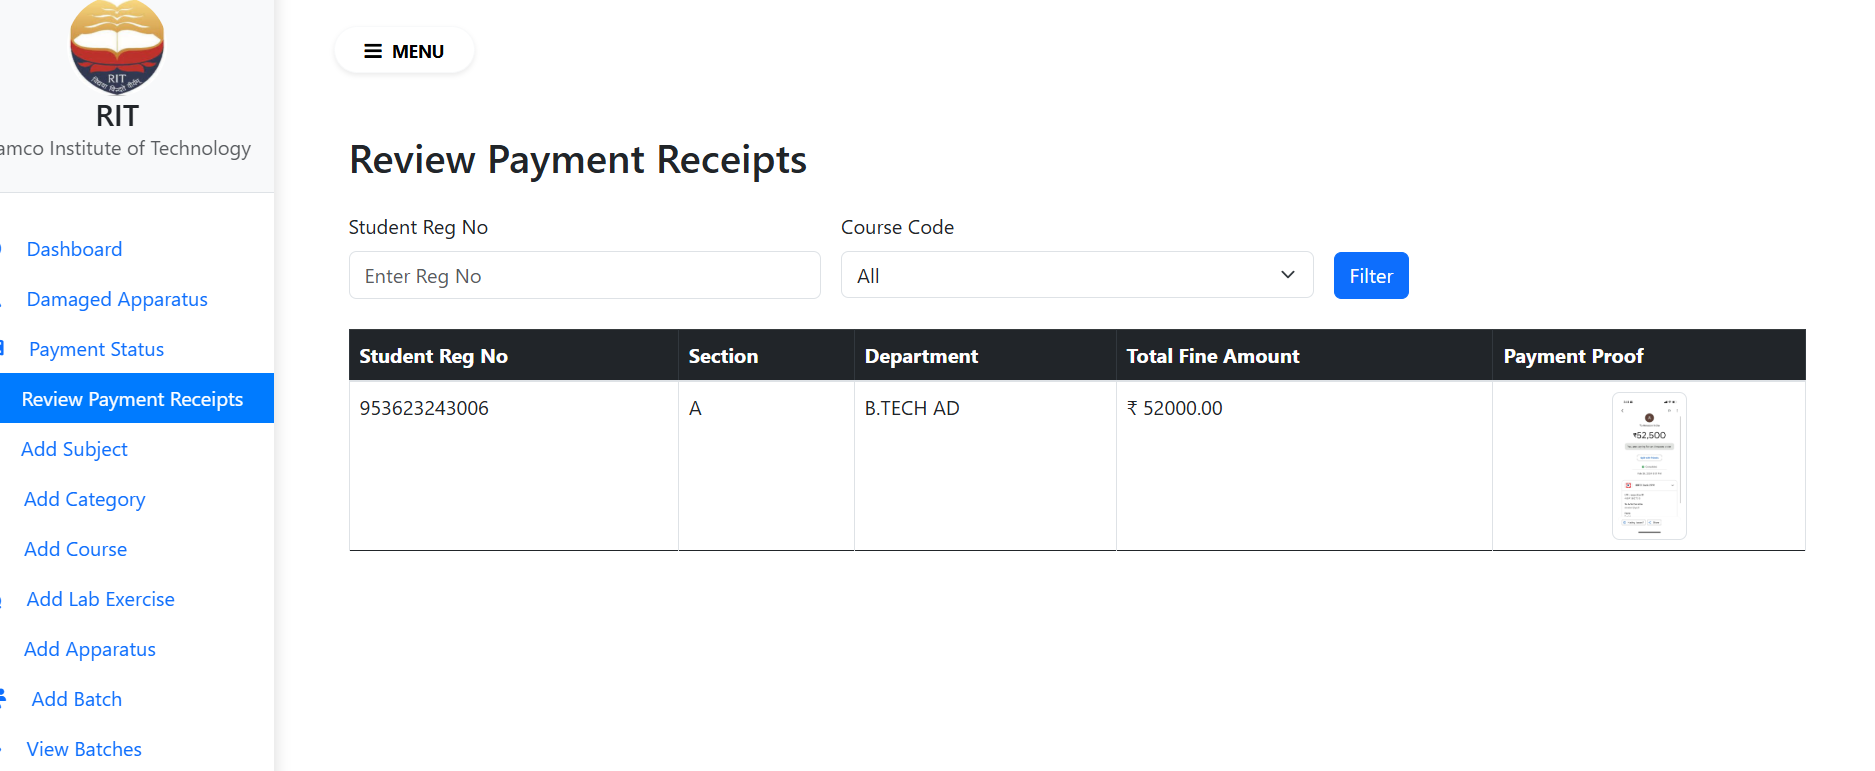 RIT
RIT
amco Institute of Technology
Dashboard
Damaged Apparatus
Payment Status
Review Payment Receipts
Add Subject
Add Category
Add Course
Add Lab Exercise
Add Apparatus
Add Batch
View Batches
MENU
Review Payment Receipts
Student Reg No
Course Code
Enter Reg No
All
Filter
Student Reg No Section Department Total Fine Amount Payment Proof
953623243006 A B.TECH AD ₹ 52000.00
₹52,500